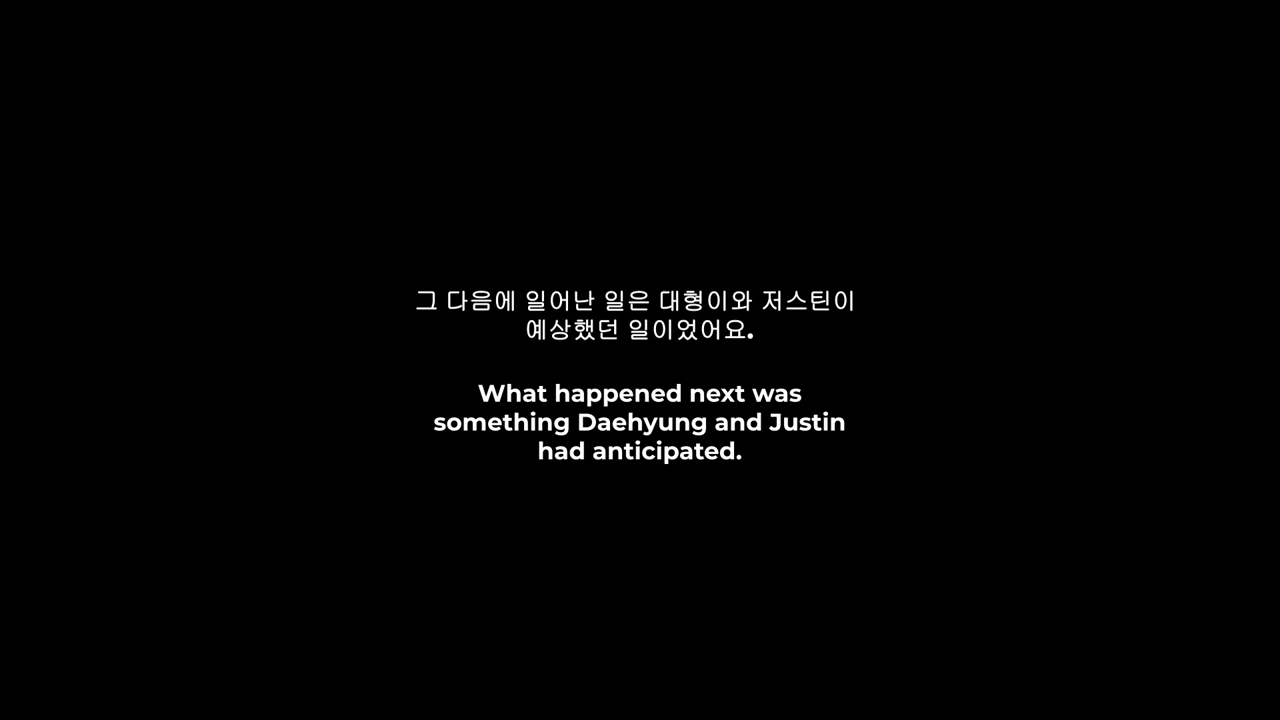 그 다음에 일어난 일은 대형이와 저스틴이
예상했던 일이었어요.
What happened next was
something Daehyung and Justin
had anticipated.